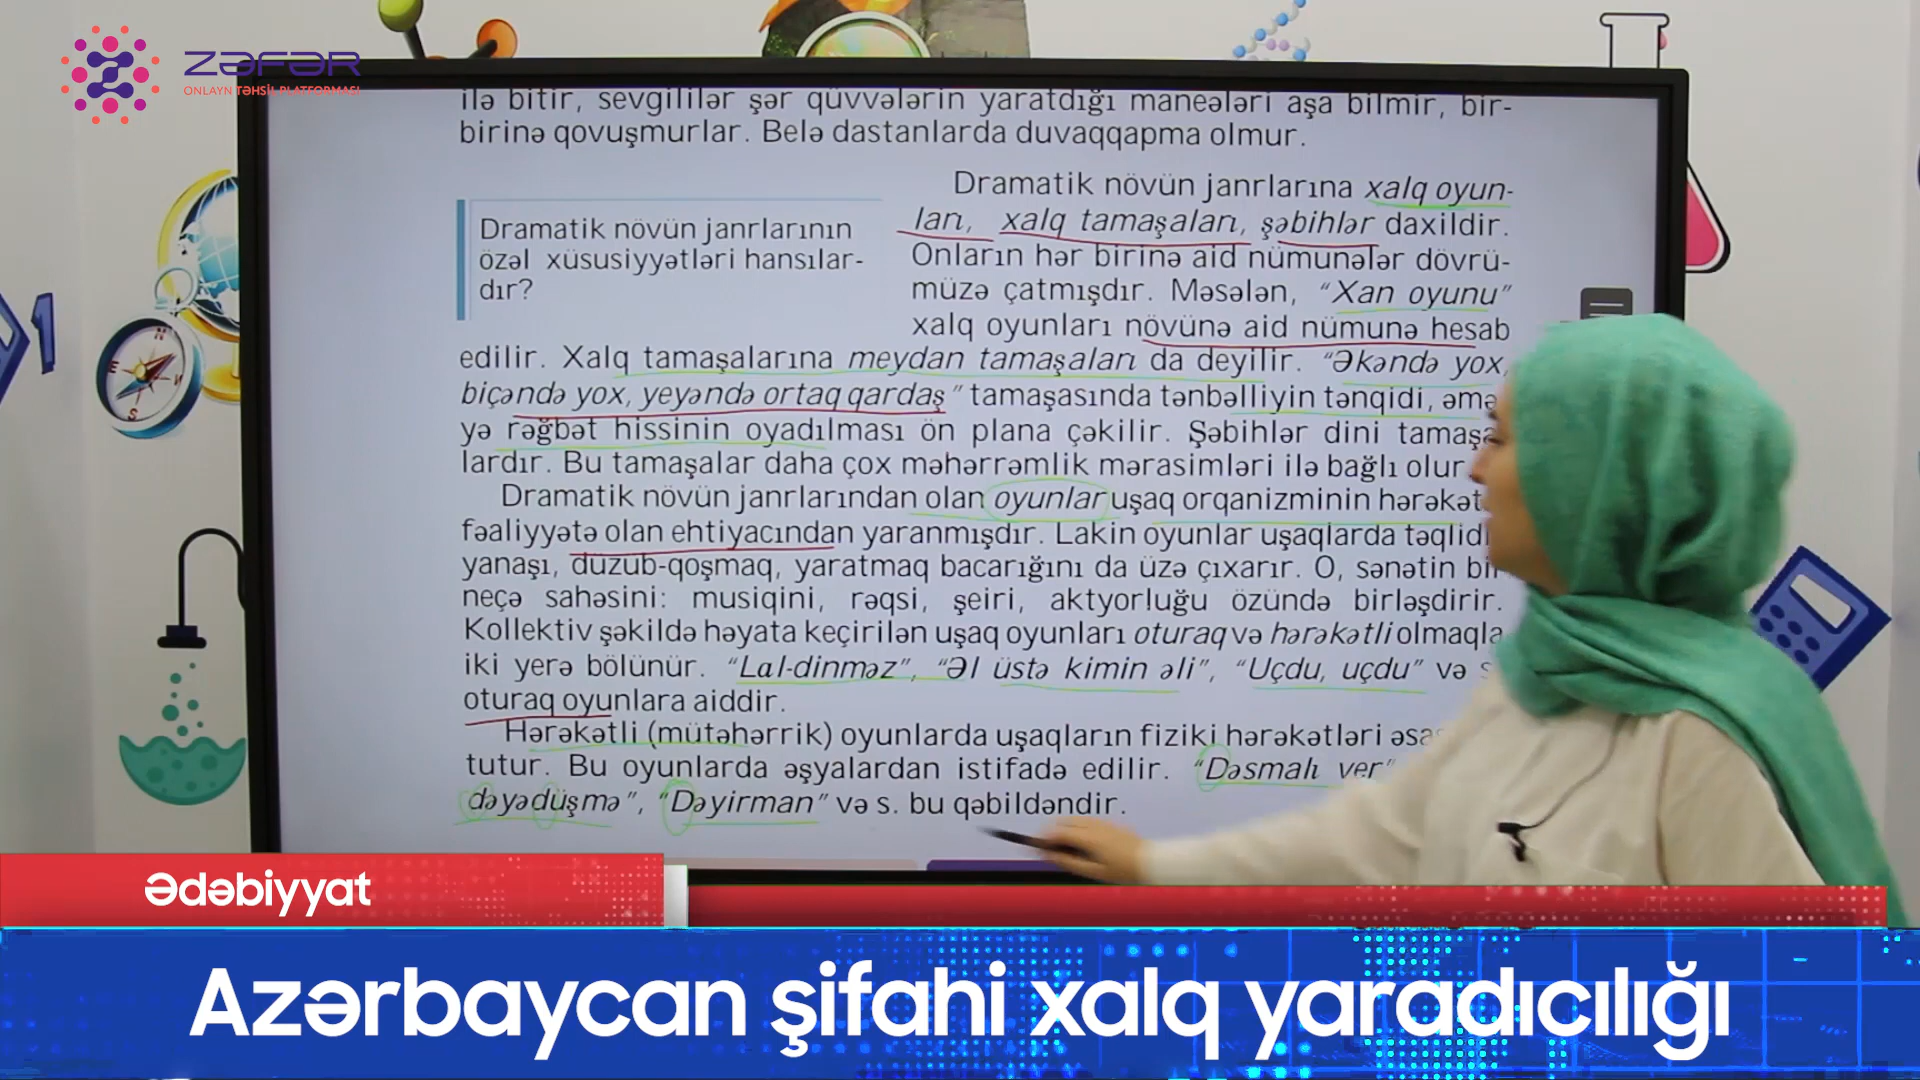 ZƏFƏR
ONLAYN TƏHSİL PLATFORMASI
ilə bitir, sevgililər şər qüvvələrin yaratdığı maneələri aşa bilmir, bir-
birinə qovuşmurlar. Belə dastanlarda duvaqqapma olmur.
Dramatik növün janrlarının
özəl xüsusiyyətləri hansılar-
dır?
Dramatik növün janrlarına xalq oyun-
ları, xalq tamaşaları, şəbihlər daxildir.
Onların hər birinə aid nümunələr dövrü-
müzə çatmışdır. Məsələn, “Xan oyunu”
xalq oyunları növünə aid nümunə hesab
edilir. Xalq tamaşalarına meydan tamaşaları da deyilir. “Əkəndə yox,
biçəndə yox, yeyəndə ortaq qardaş” tamaşasında tənbəlliyin tənqidi, əmə
yə rəğbət hissinin oyadılması ön plana çəkilir. Şəbihlər dini tamaşa
lardır. Bu tamaşalar daha çox məhərrəmlik mərasimləri ilə bağlı olur
Dramatik növün janrlarından olan oyunlar uşaq orqanizminin hərəkət
fəaliyyətə olan ehtiyacından yaranmışdır. Lakin oyunlar uşaqlarda təqlid
yanaşı, düzüb-qoşmaq, yaratmaq bacarığını da üzə çıxarır. O, sənətin bir
neçə sahəsini: musiqini, rəqsi, şeiri, aktyorluğu özündə birləşdirir.
Kollektiv şəkildə həyata keçirilən uşaq oyunları oturaq və hərəkətli olmaqla
iki yerə bölünür. “Lal-dinməz”, “Əl üstə kimin əli”, “Uçdu, uçdu” və s
oturaq oyunlara aiddir.
Hərəkətli (mütəhərrik) oyunlarda uşaqların fiziki hərəkətləri əsa
tutur. Bu oyunlarda əşyalardan istifadə edilir. “Dəsmalı ver”
dəyədüşmə”, “Dəyirman” və s. bu qəbildəndir.
Ədəbiyyat
Azərbaycan şifahi xalq yaradıcılığı